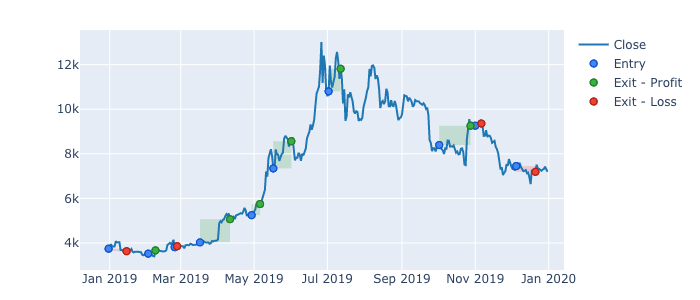 Close
Entry
Exit - Profit
Exit - Loss
12k
10k
8k
6k
4k
Jan 2019 Mar 2019 May 2019 Jul 2019 Sep 2019 Nov 2019 Jan 2020